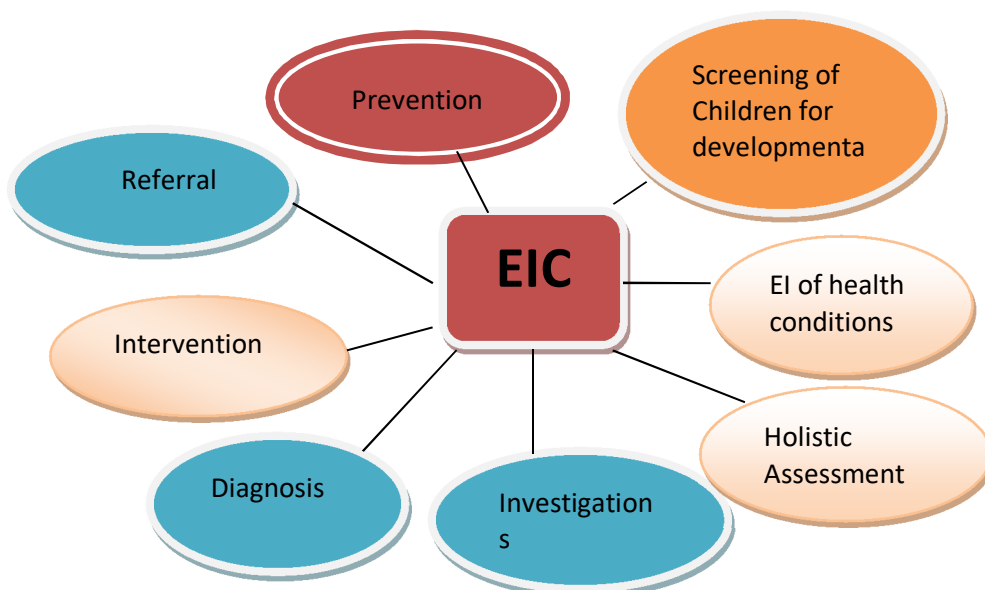 Prevention
Screening of
Children for
developmenta
Referral
EIC
EI of health
conditions
Intervention
Holistic
Assessment
Diagnosis
Investigation
s